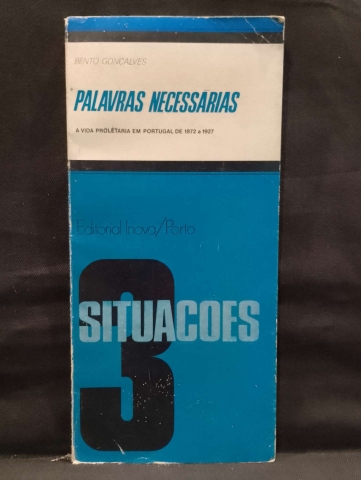 BENTO GONÇALVES
PALAVRAS NECESSÁRIAS
A VIDA PROLETÁRIA EM PORTUGAL DE 1872 a 1927
Editorial Inova/Porto
3
SITUACOES